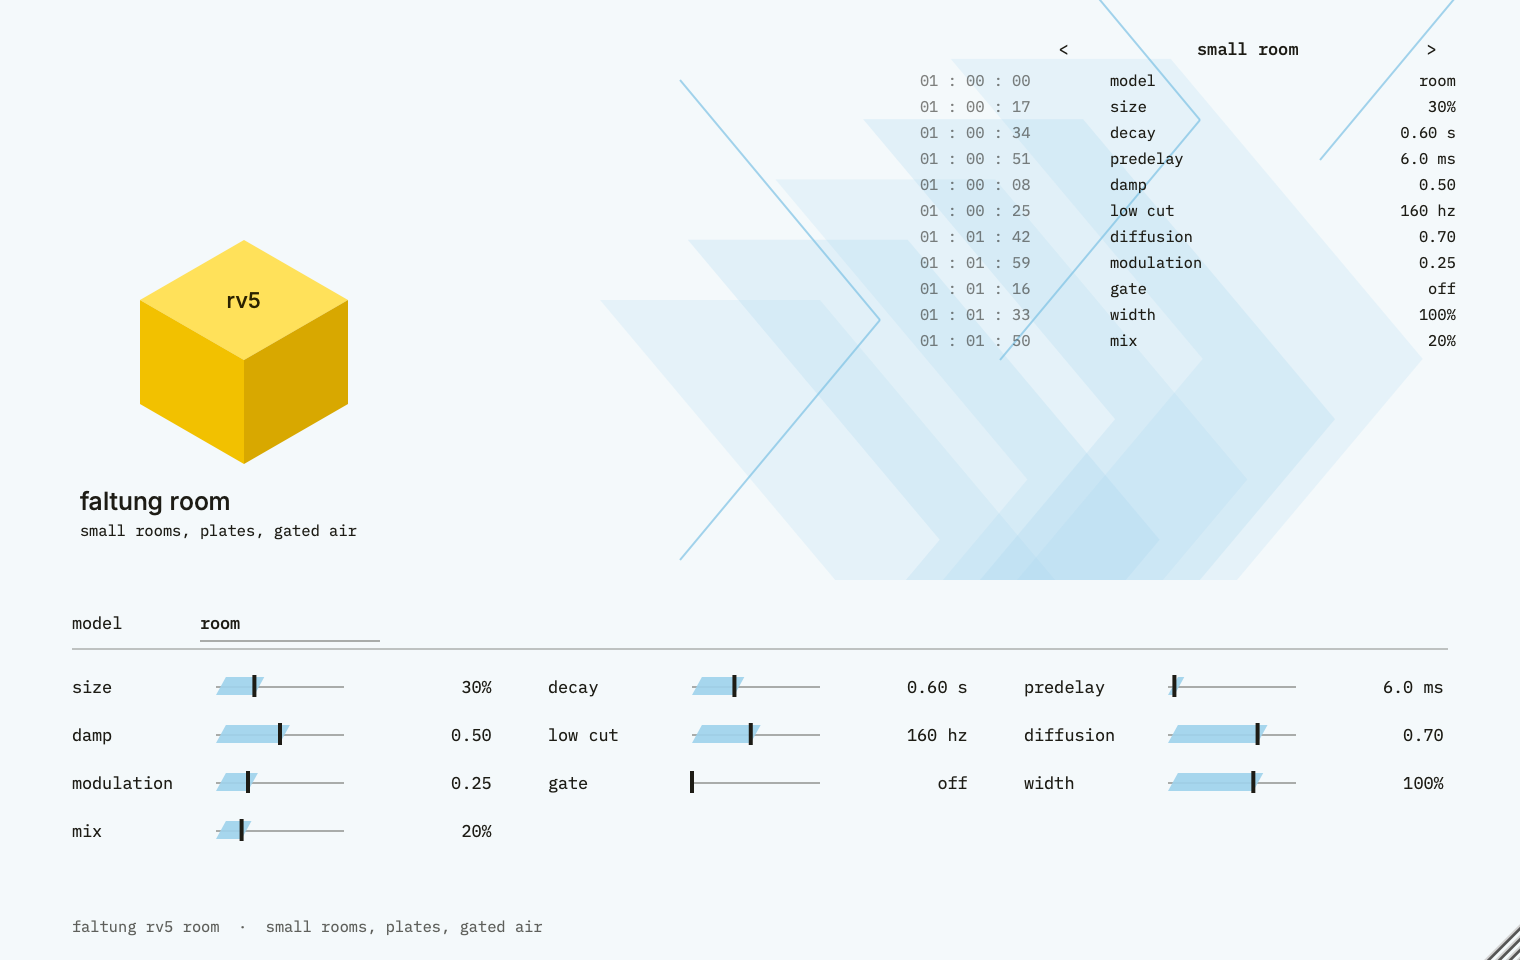 < small room >
01 : 00 : 00 model room
01 : 00 : 17 size 30%
01 : 00 : 34 decay 0.60 s
01 : 00 : 51 predelay 6.0 ms
01 : 00 : 08 damp 0.50
01 : 00 : 25 low cut 160 hz
01 : 01 : 42 diffusion 0.70
01 : 01 : 59 modulation 0.25
01 : 01 : 16 gate off
01 : 01 : 33 width 100%
01 : 01 : 50 mix 20%
rv5
faltung room
small rooms, plates, gated air
model room
size 30% decay 0.60 s predelay 6.0 ms
damp 0.50 low cut 160 hz diffusion 0.70
modulation 0.25 gate off width 100%
mix 20%
faltung rv5 room · small rooms, plates, gated air